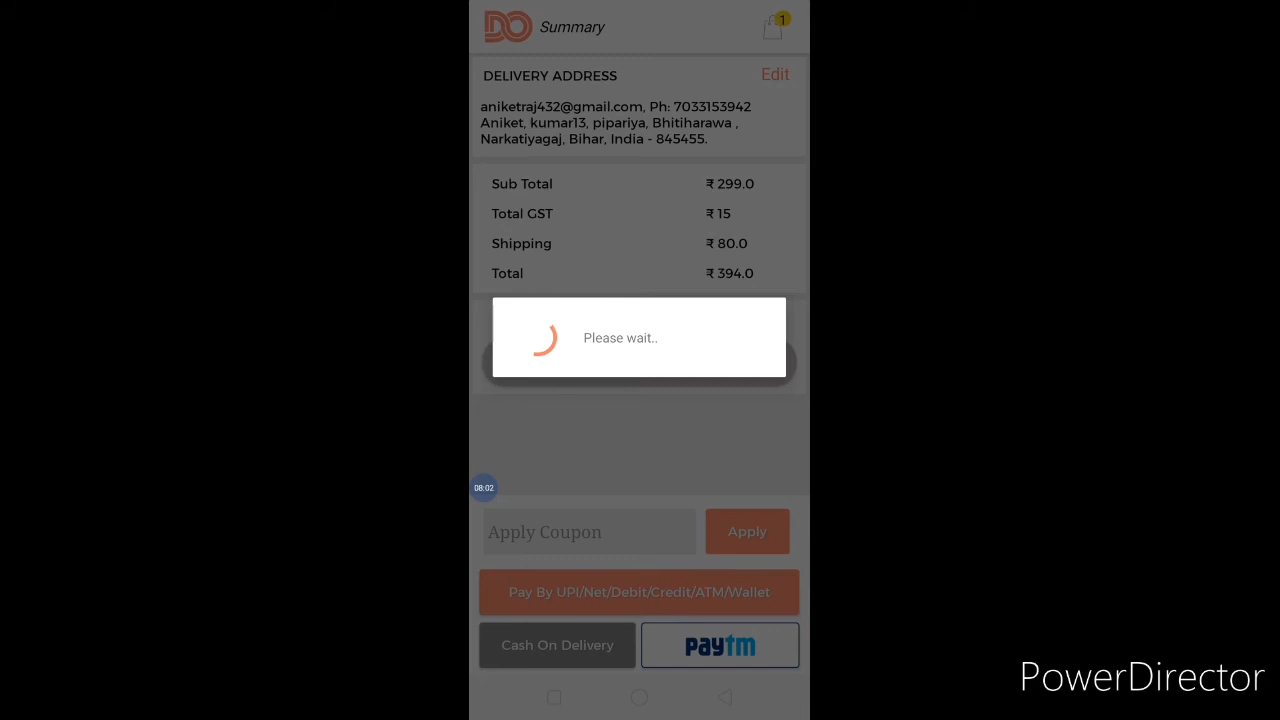 DO Summary
1
DELIVERY ADDRESS
Edit
aniketraj432@gmail.com, Ph: 7033153942
Aniket, kumar13, pipariya, Bhitiharawa ,
Narkatiyagaj, Bihar, India - 845455.
Sub Total ₹ 299.0
Total GST ₹ 15
Shipping ₹ 80.0
Total ₹ 394.0
Please wait..
08:02
Apply Coupon Apply
Pay By UPI/Net/Debit/Credit/ATM/Wallet
Cash On Delivery paytm
PowerDirector